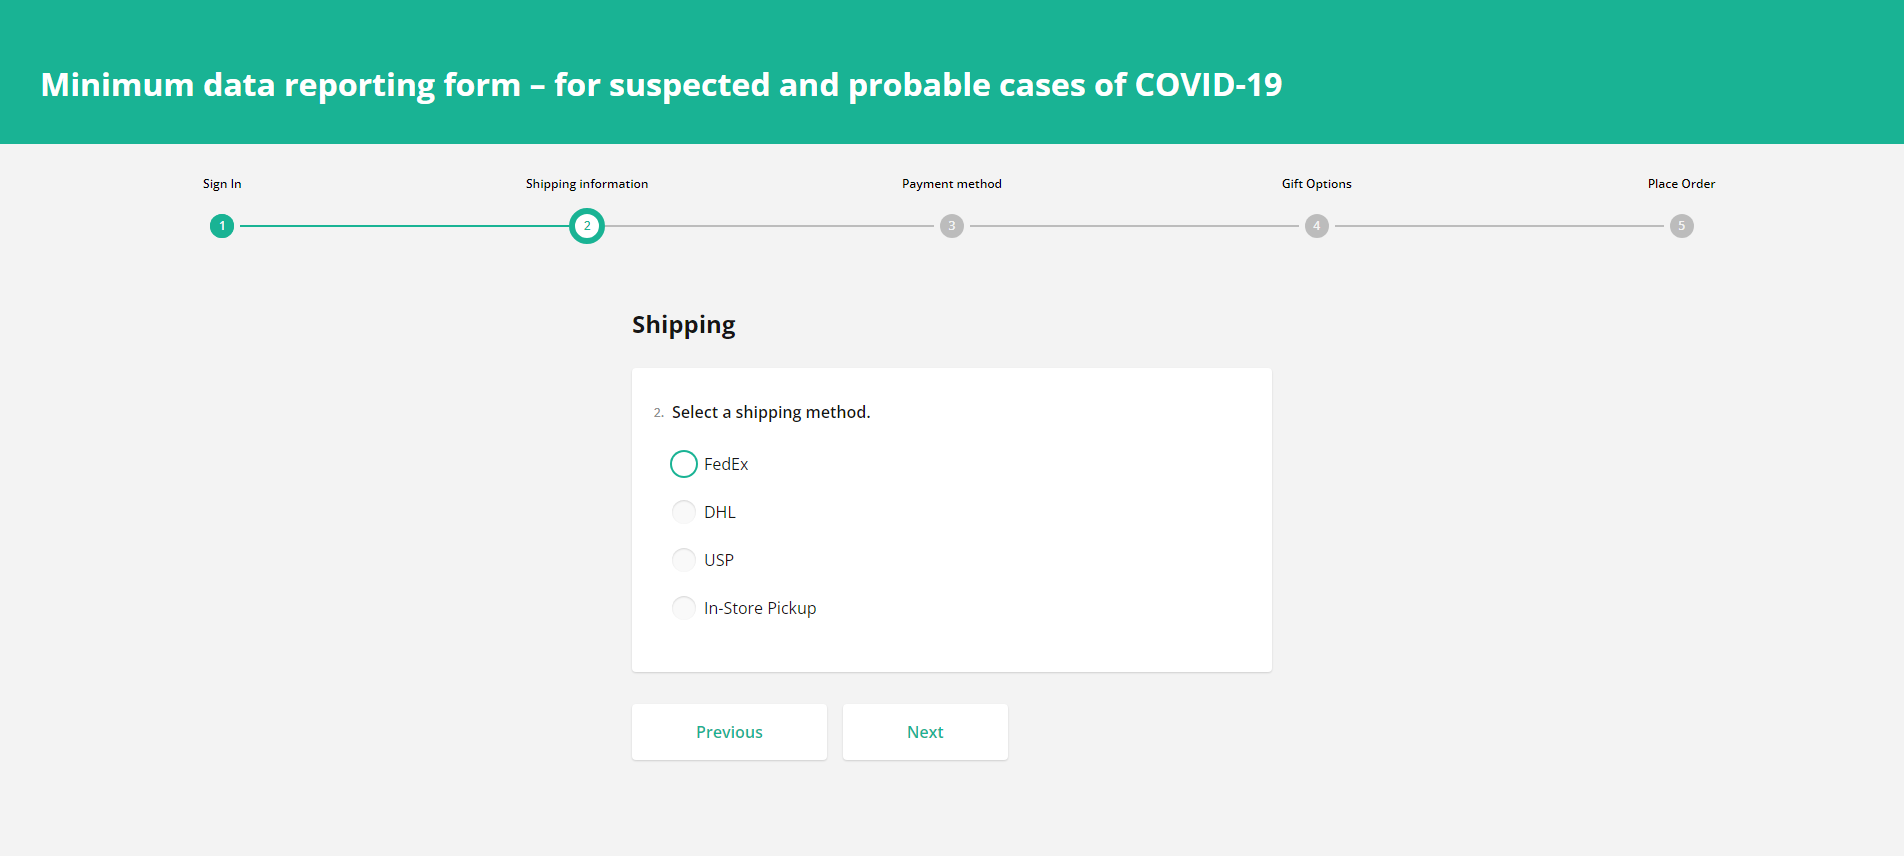 Minimum data reporting form – for suspected and probable cases of COVID-19
Sign In
Shipping information
Payment method
Gift Options
Place Order
1
2
3
4
5
Shipping
2. Select a shipping method.
FedEx
DHL
USP
In-Store Pickup
Previous
Next